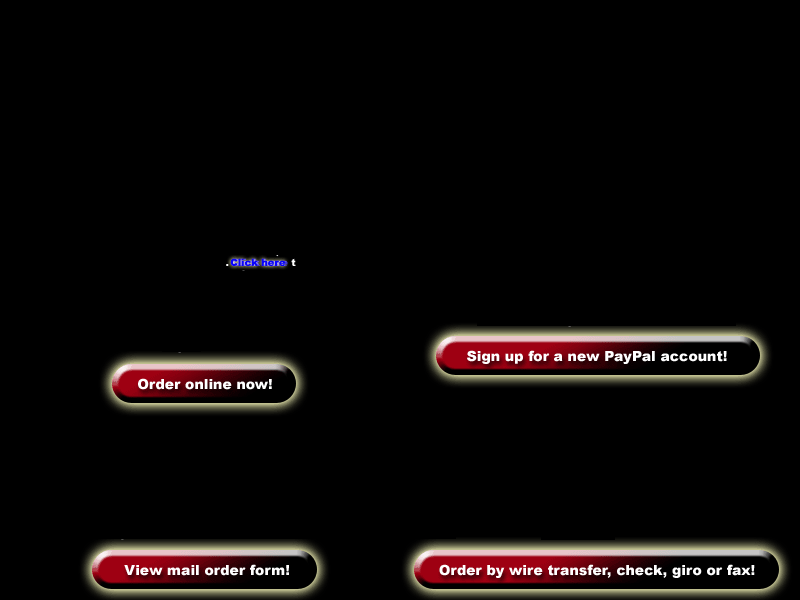 .Click here t
Sign up for a new PayPal account!
Order online now!
View mail order form!
Order by wire transfer, check, giro or fax!